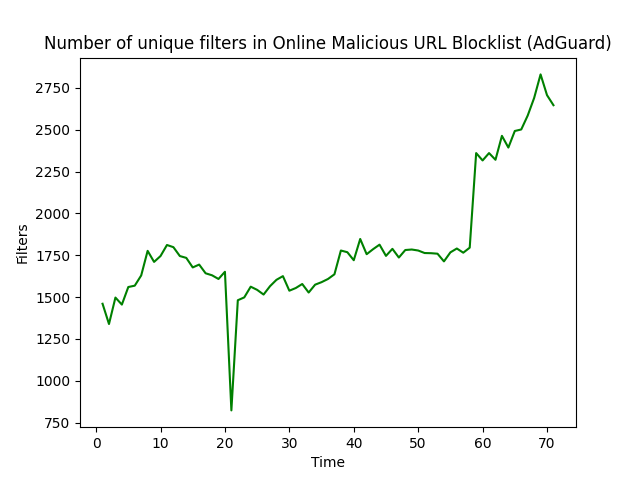 Number of unique filters in Online Malicious URL Blocklist (AdGuard)
2750
2500
2250
2000
1750
1500
1250
1000
750
Filters
0 10 20 30 40 50 60 70
Time